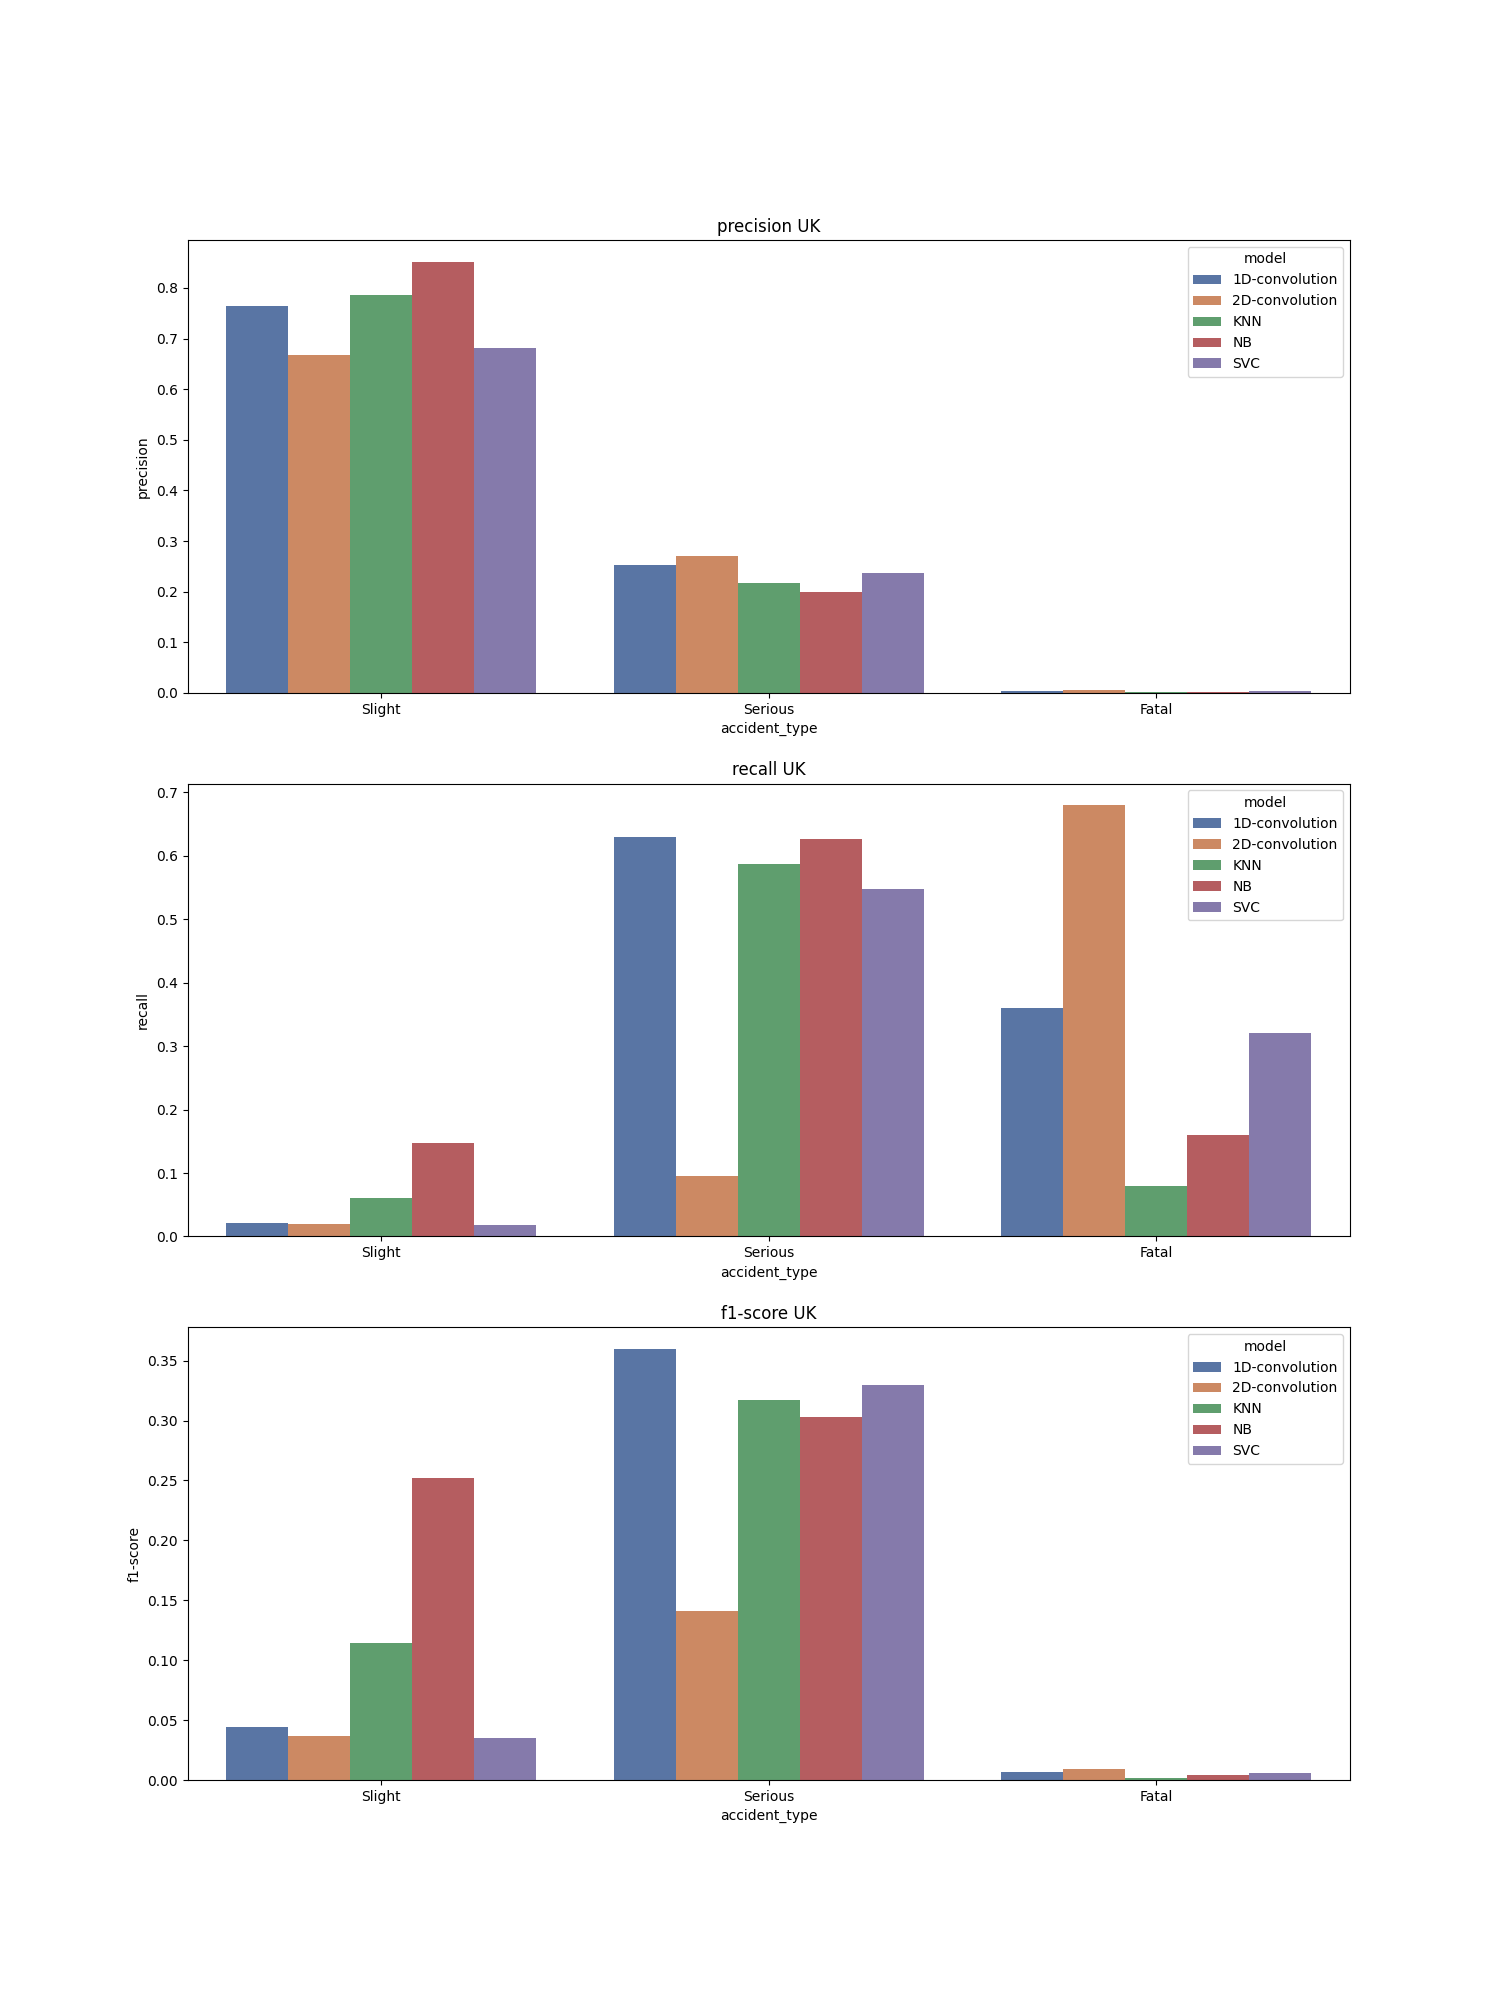 precision UK
model
1D-convolution
2D-convolution
KNN
NB
SVC
0.8
0.7
0.6
0.5
0.4
0.3
0.2
0.1
0.0
precision
Slight Serious Fatal
accident_type
recall UK
model
1D-convolution
2D-convolution
KNN
NB
SVC
0.7
0.6
0.5
0.4
0.3
0.2
0.1
0.0
recall
Slight Serious Fatal
accident_type
f1-score UK
model
1D-convolution
2D-convolution
KNN
NB
SVC
0.35
0.30
0.25
0.20
0.15
0.10
0.05
0.00
f1-score
Slight Serious Fatal
accident_type